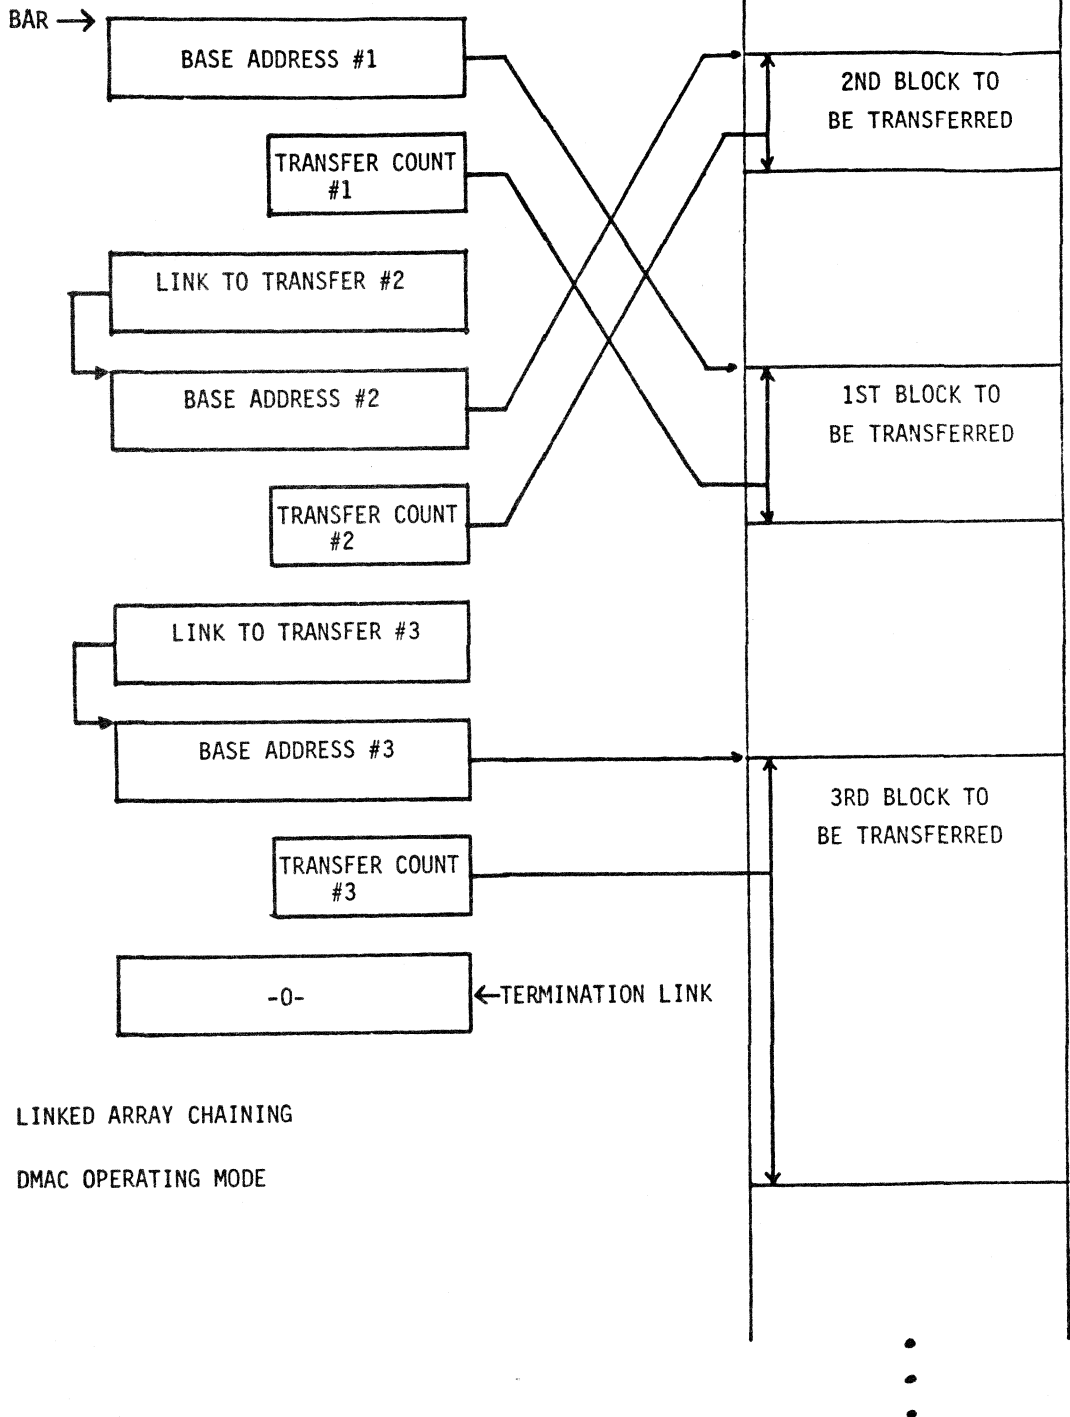 BAR
BASE ADDRESS #1
TRANSFER COUNT
#1
LINK TO TRANSFER #2
BASE ADDRESS #2
TRANSFER COUNT
#2
LINK TO TRANSFER #3
BASE ADDRESS #3
TRANSFER COUNT
#3
-0-
←TERMINATION LINK
2ND BLOCK TO
BE TRANSFERRED
1ST BLOCK TO
BE TRANSFERRED
3RD BLOCK TO
BE TRANSFERRED
LINKED ARRAY CHAINING
DMAC OPERATING MODE